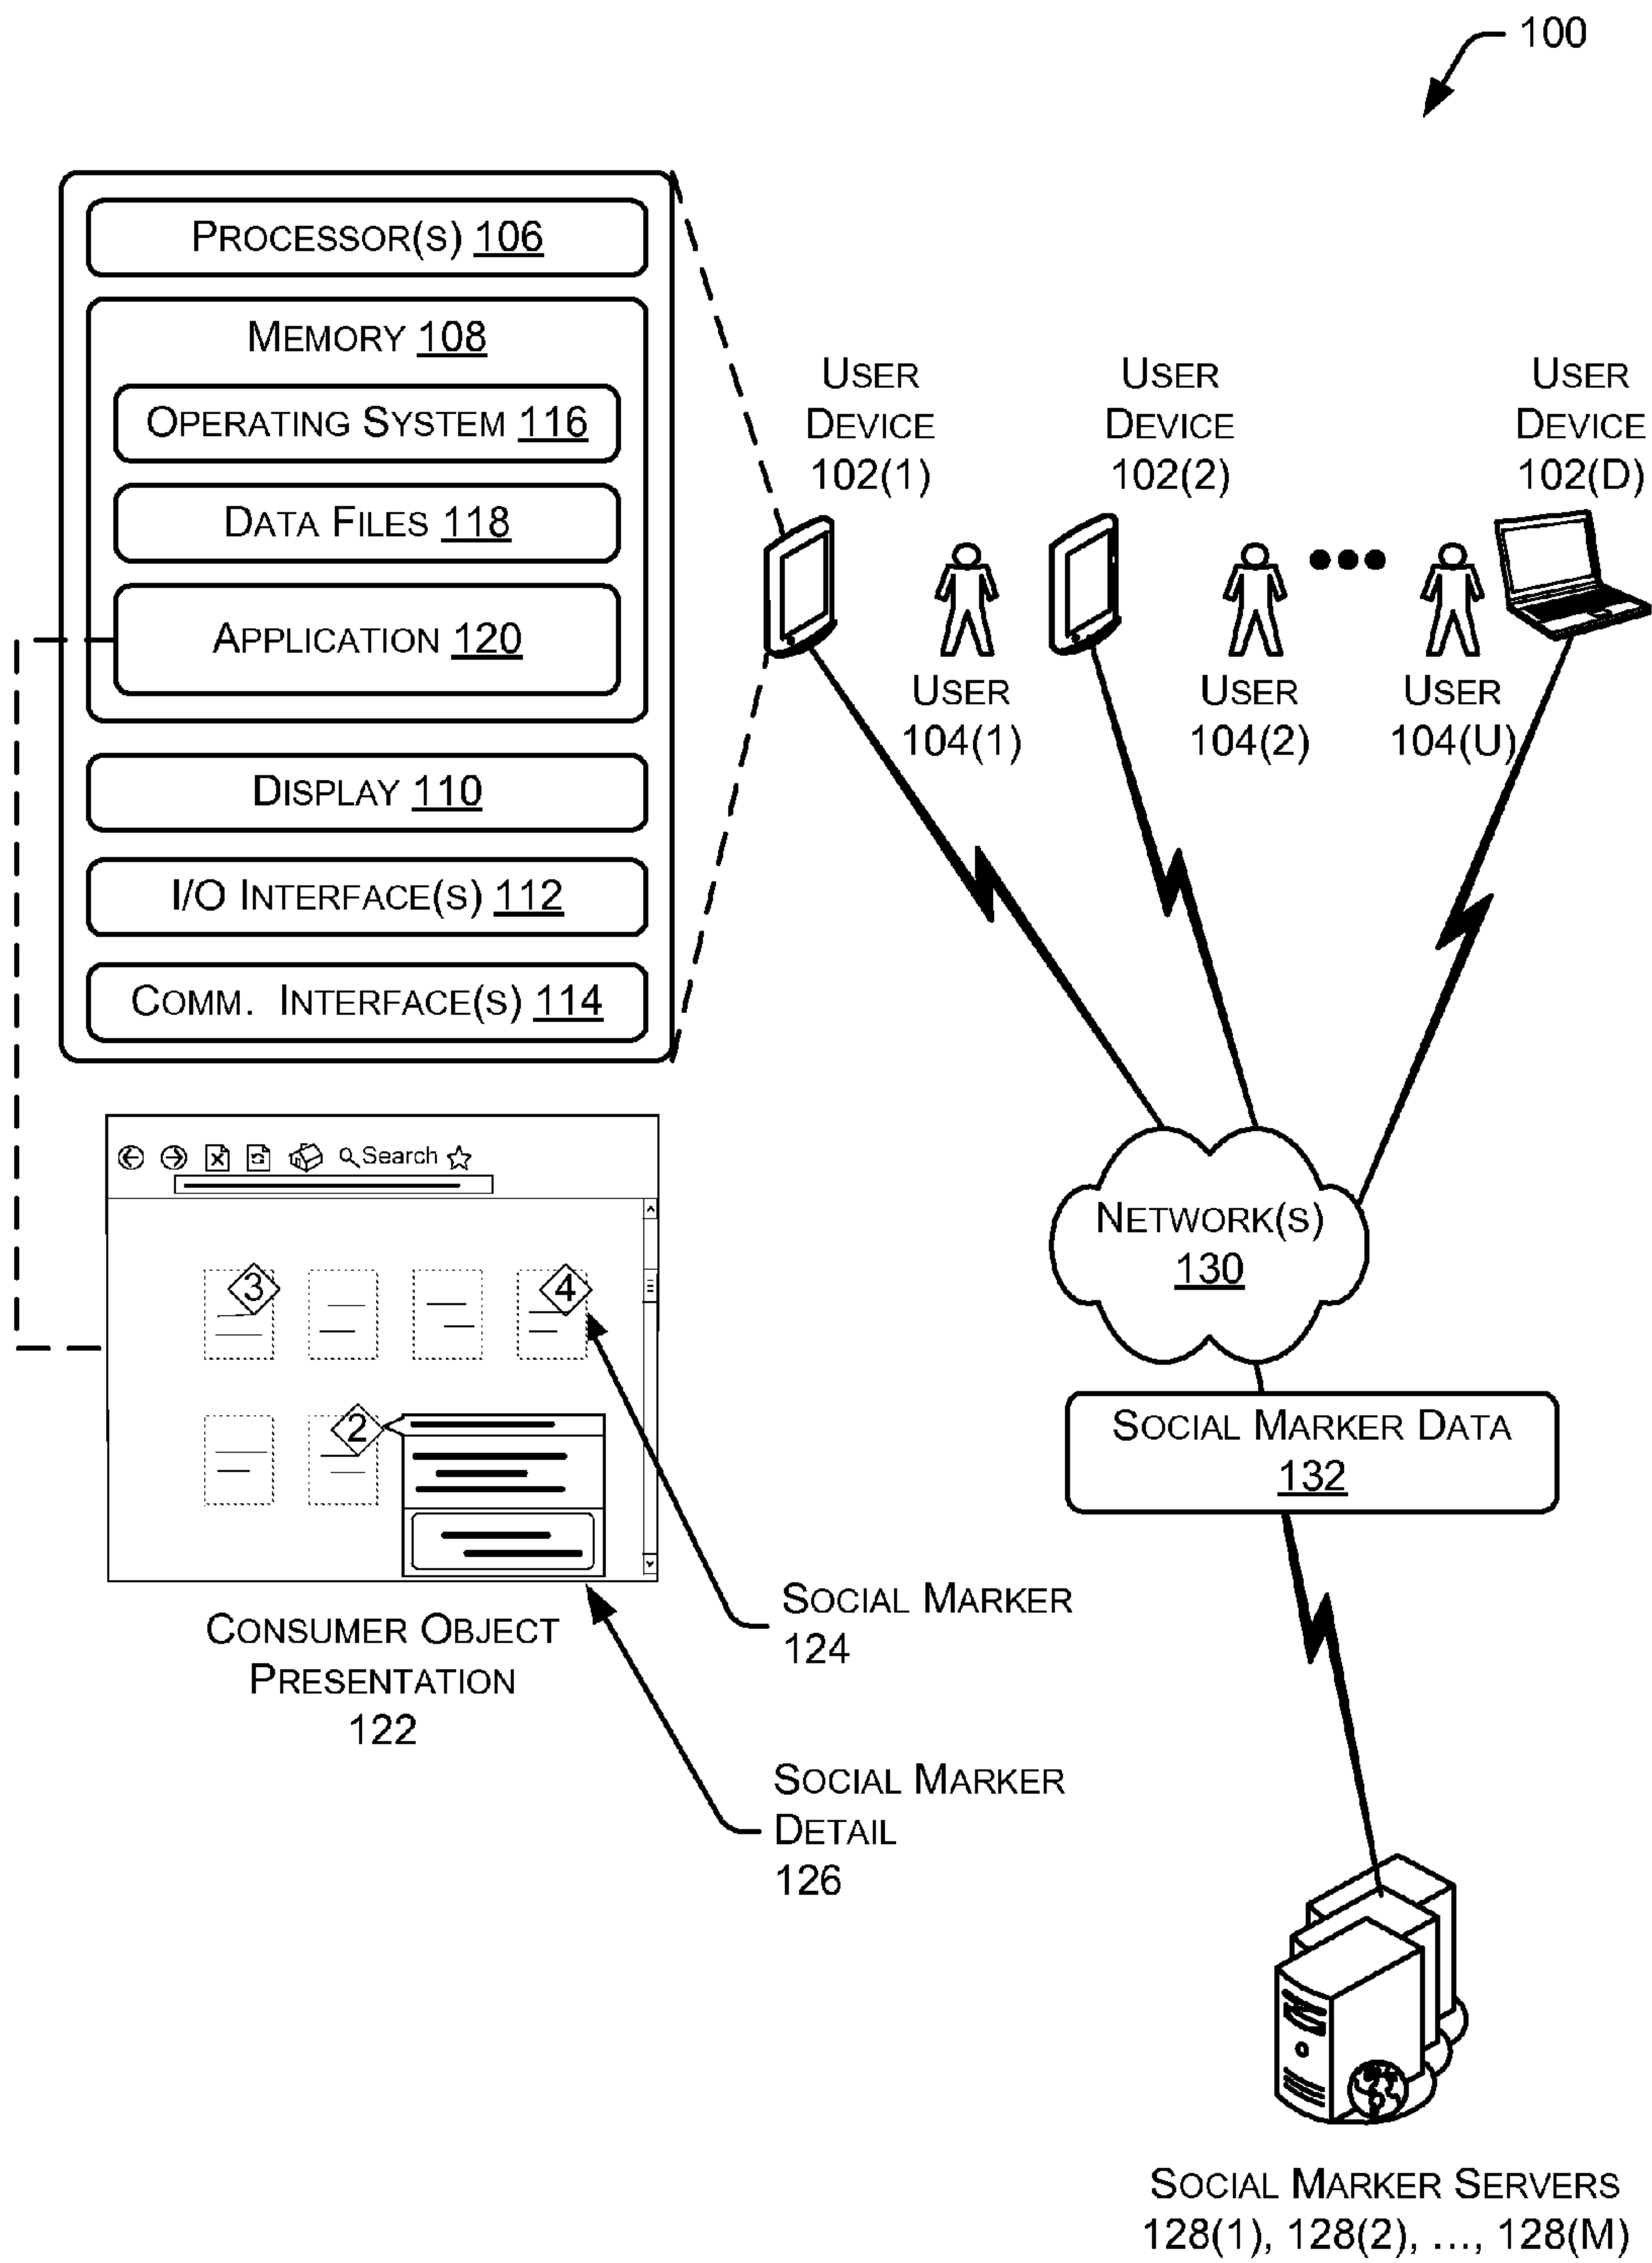 100
PROCESSOR(S) 106
MEMORY 108
OPERATING SYSTEM 116
DATA FILES 118
APPLICATION 120
DISPLAY 110
I/O INTERFACE(S) 112
COMM. INTERFACE(S) 114
USER
DEVICE
102(1)
USER
DEVICE
102(2)
USER
DEVICE
102(D)
USER
104(1)
USER
104(2)
USER
104(U)
Search
3
4
2
CONSUMER OBJECT
PRESENTATION
122
SOCIAL MARKER
124
SOCIAL MARKER
DETAIL
126
NETWORK(S)
130
SOCIAL MARKER DATA
132
SOCIAL MARKER SERVERS
128(1), 128(2), ..., 128(M)